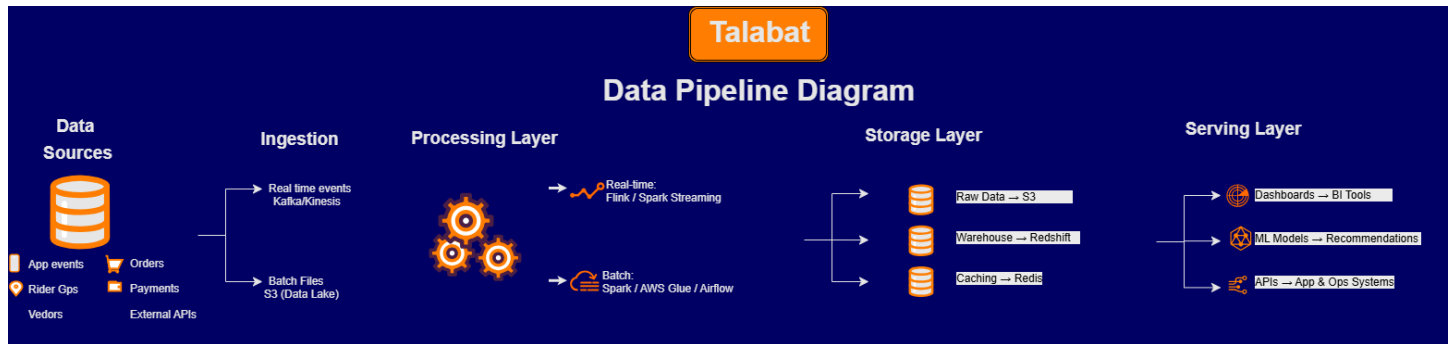 Talabat
Data Pipeline Diagram
Data
Sources
App events
Orders
Rider Gps
Payments
Vedors
External APIs
Ingestion
Real time events
Kafka/Kinesis
Batch Files
S3 (Data Lake)
Processing Layer
Real-time:
Flink / Spark Streaming
Batch:
Spark / AWS Glue / Airflow
Storage Layer
Raw Data → S3
Warehouse → Redshift
Caching → Redis
Serving Layer
Dashboards → BI Tools
ML Models → Recommendations
APIs → App & Ops Systems